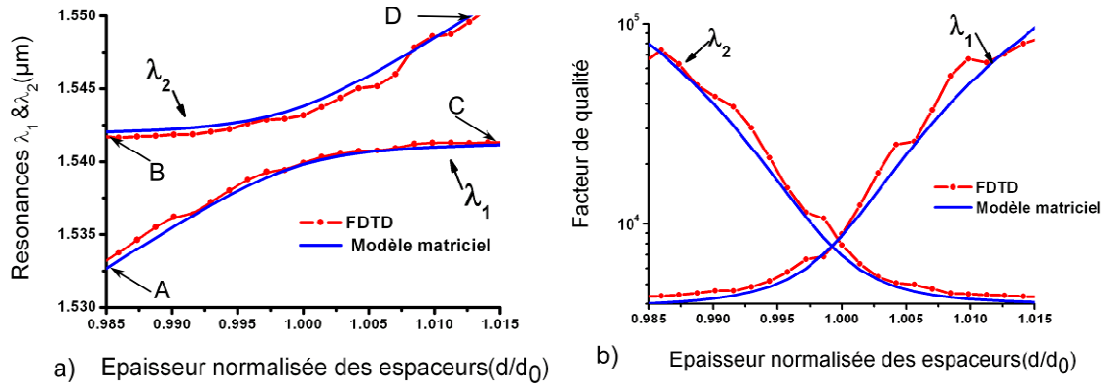 Resonances λ1 &λ2(µm)
1.550
1.545
1.540
1.535
1.530
D
λ2
C
B
λ1
FDTD
Modèle matriciel
A
0.985 0.990 0.995 1.000 1.005 1.010 1.015
a) Epaisseur normalisée des espaceurs(d/d0)
Facteur de qualité
10^5
10^4
λ2
λ1
FDTD
Modèle matriciel
0.985 0.990 0.995 1.000 1.005 1.010 1.015
b) Epaisseur normalisée des espaceurs(d/d0)